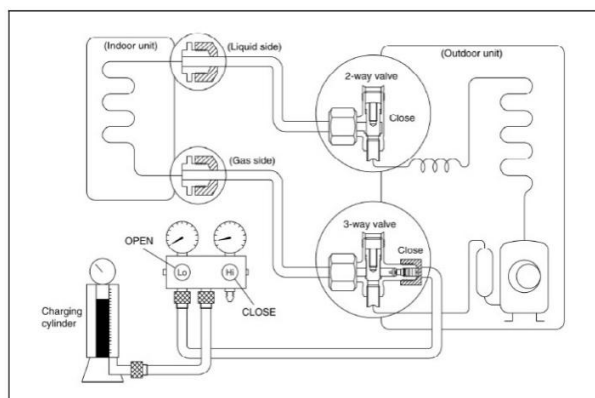 (Indoor unit)
(Liquid side)
(Outdoor unit)
2-way valve
Close
(Gas side)
3-way valve
Close
OPEN
Lo
Hi
CLOSE
Charging
cylinder